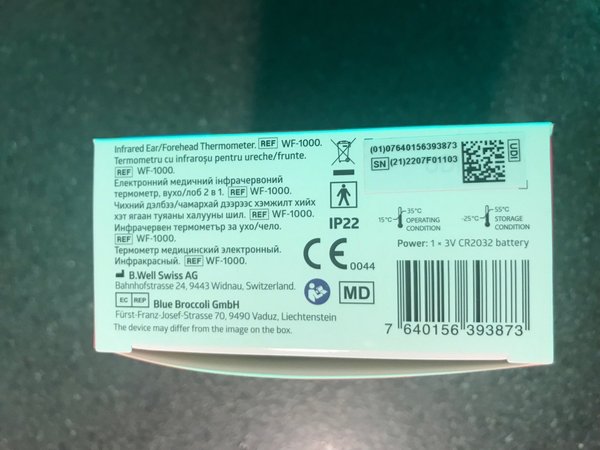 Infrared Ear/Forehead Thermometer. REF WF-1000.
Termometru cu infraroșu pentru ureche/frunte.
REF WF-1000.
Електронний медичний інфрачервоний
термометр, вухо/лоб 2 в 1. REF WF-1000.
Чихний дэлбээ/чамархай дээрээс хэмжилт хийх
хэт ягаан туяаны халууны шил. REF WF-1000.
Инфрачервен термометър за ухо/чело.
REF WF-1000.
Термометр медицинский электронный.
Инфракрасный. REF WF-1000.
B.Well Swiss AG
Bahnhofstrasse 24, 9443 Widnau, Switzerland.
EC REP Blue Broccoli GmbH
Fürst-Franz-Josef-Strasse 70, 9490 Vaduz, Liechtenstein
The device may differ from the image on the box.
IP22
CE 0044
MD
(01)07640156393873
SN (21)2207F01103
UDI
15°C 35°C OPERATING CONDITION
-25°C 55°C STORAGE CONDITION
Power: 1 × 3V CR2032 battery
7 640156 393873